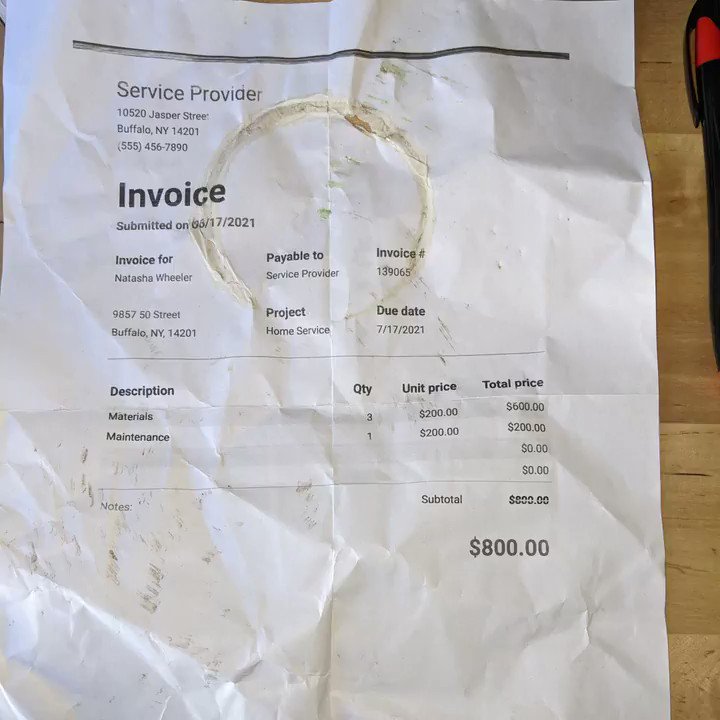 Service Provider
10520 Jasper Street
Buffalo, NY 14201
(555) 456-7890
Invoice
Submitted on 06/17/2021
Invoice for Payable to Invoice #
Natasha Wheeler Service Provider 139065
9857 50 Street Project Due date
Buffalo, NY, 14201 Home Service 7/17/2021
Description Qty Unit price Total price
Materials 3 $200.00 $600.00
Maintenance 1 $200.00 $200.00
$0.00
$0.00
Notes: Subtotal $800.00
$800.00